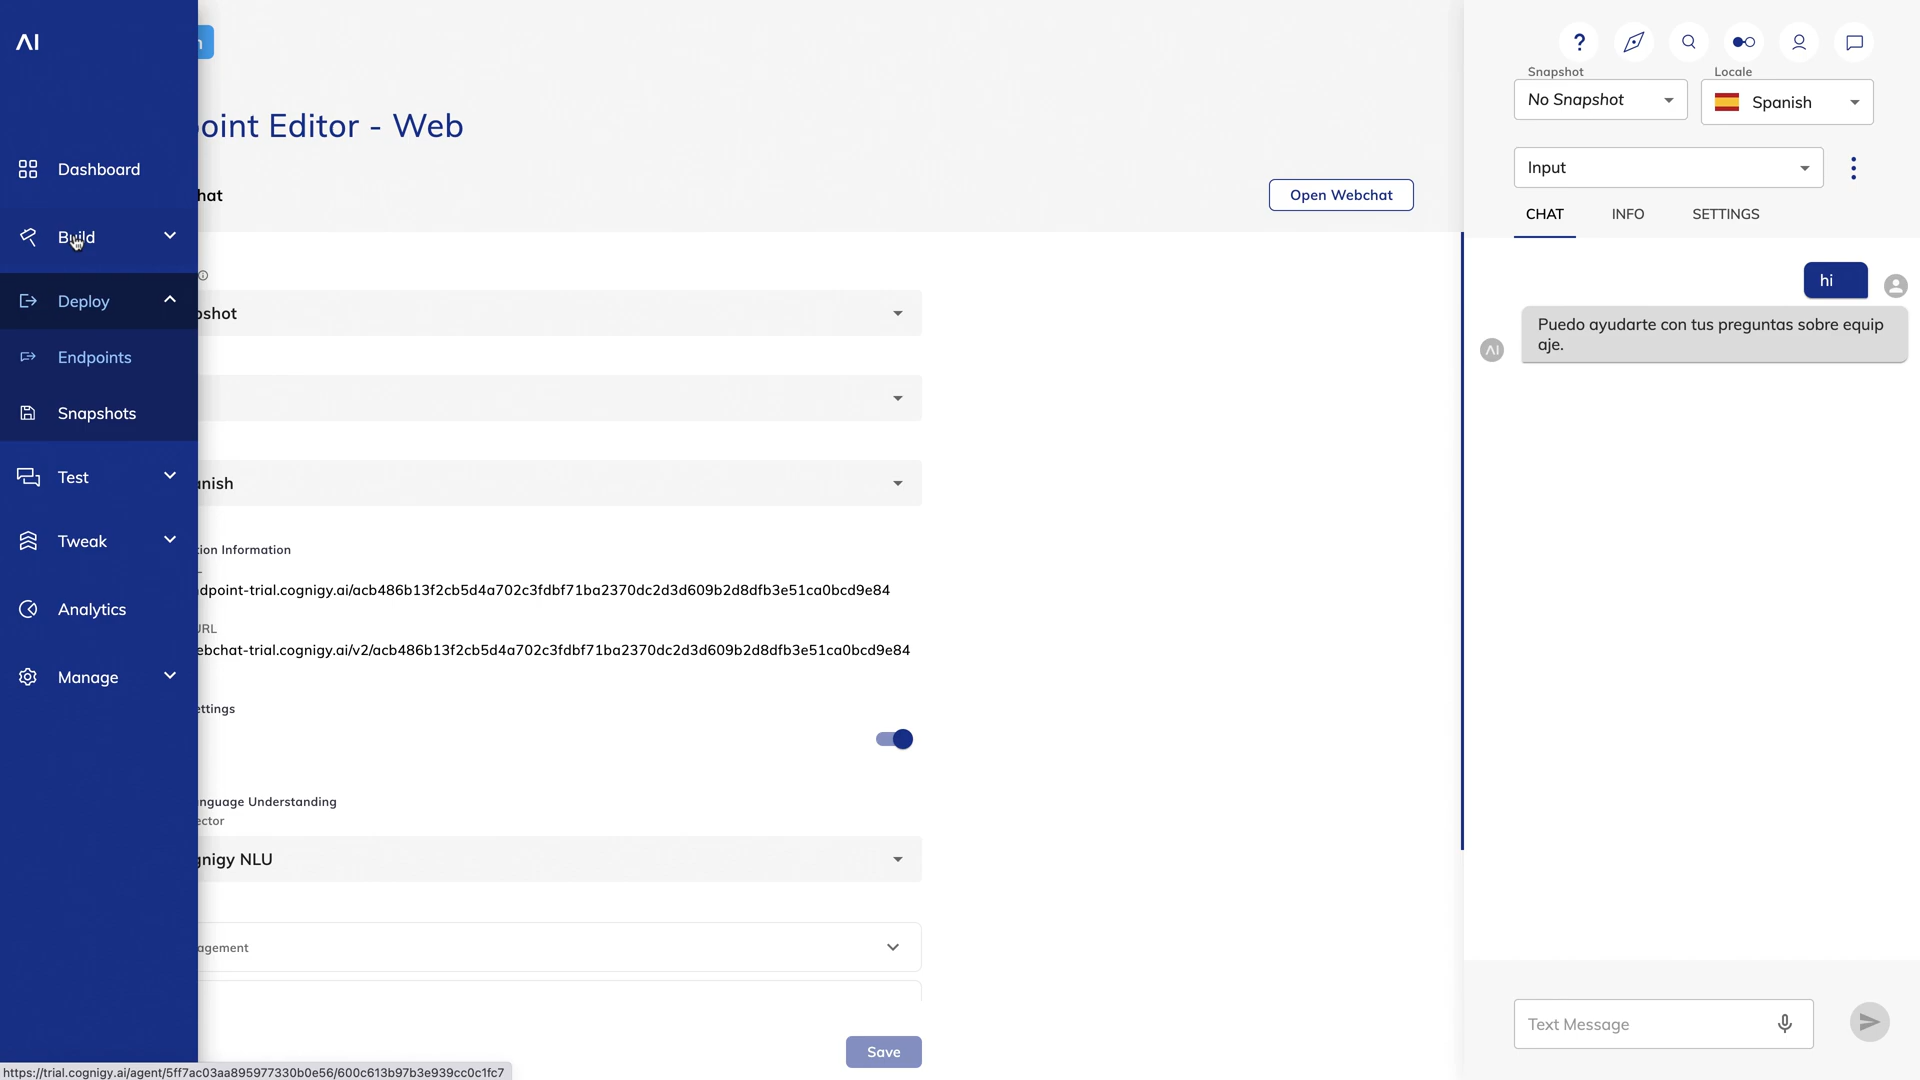 Dashboard
Build
Deploy
Endpoints
Snapshots
Test
Tweak
Analytics
Manage
oint Editor - Web
hat
Open Webchat
pshot
anish
ion Information
dpoint-trial.cognigy.ai/acb486b13f2cb5d4a702c3fdbf71ba2370dc2d3d609b2d8dfb3e51ca0bcd9e84
URL
ebchat-trial.cognigy.ai/v2/acb486b13f2cb5d4a702c3fdbf71ba2370dc2d3d609b2d8dfb3e51ca0bcd9e84
ettings
nguage Understanding
ector
gnigy NLU
agement
Save
https://trial.cognigy.ai/agent/5ff7ac03aa895977330b0e56/600c613b97b3e939cc0c1fc7
Snapshot
Locale
No Snapshot
Spanish
Input
CHAT INFO SETTINGS
hi
Puedo ayudarte con tus preguntas sobre equip
aje.
AI
Text Message